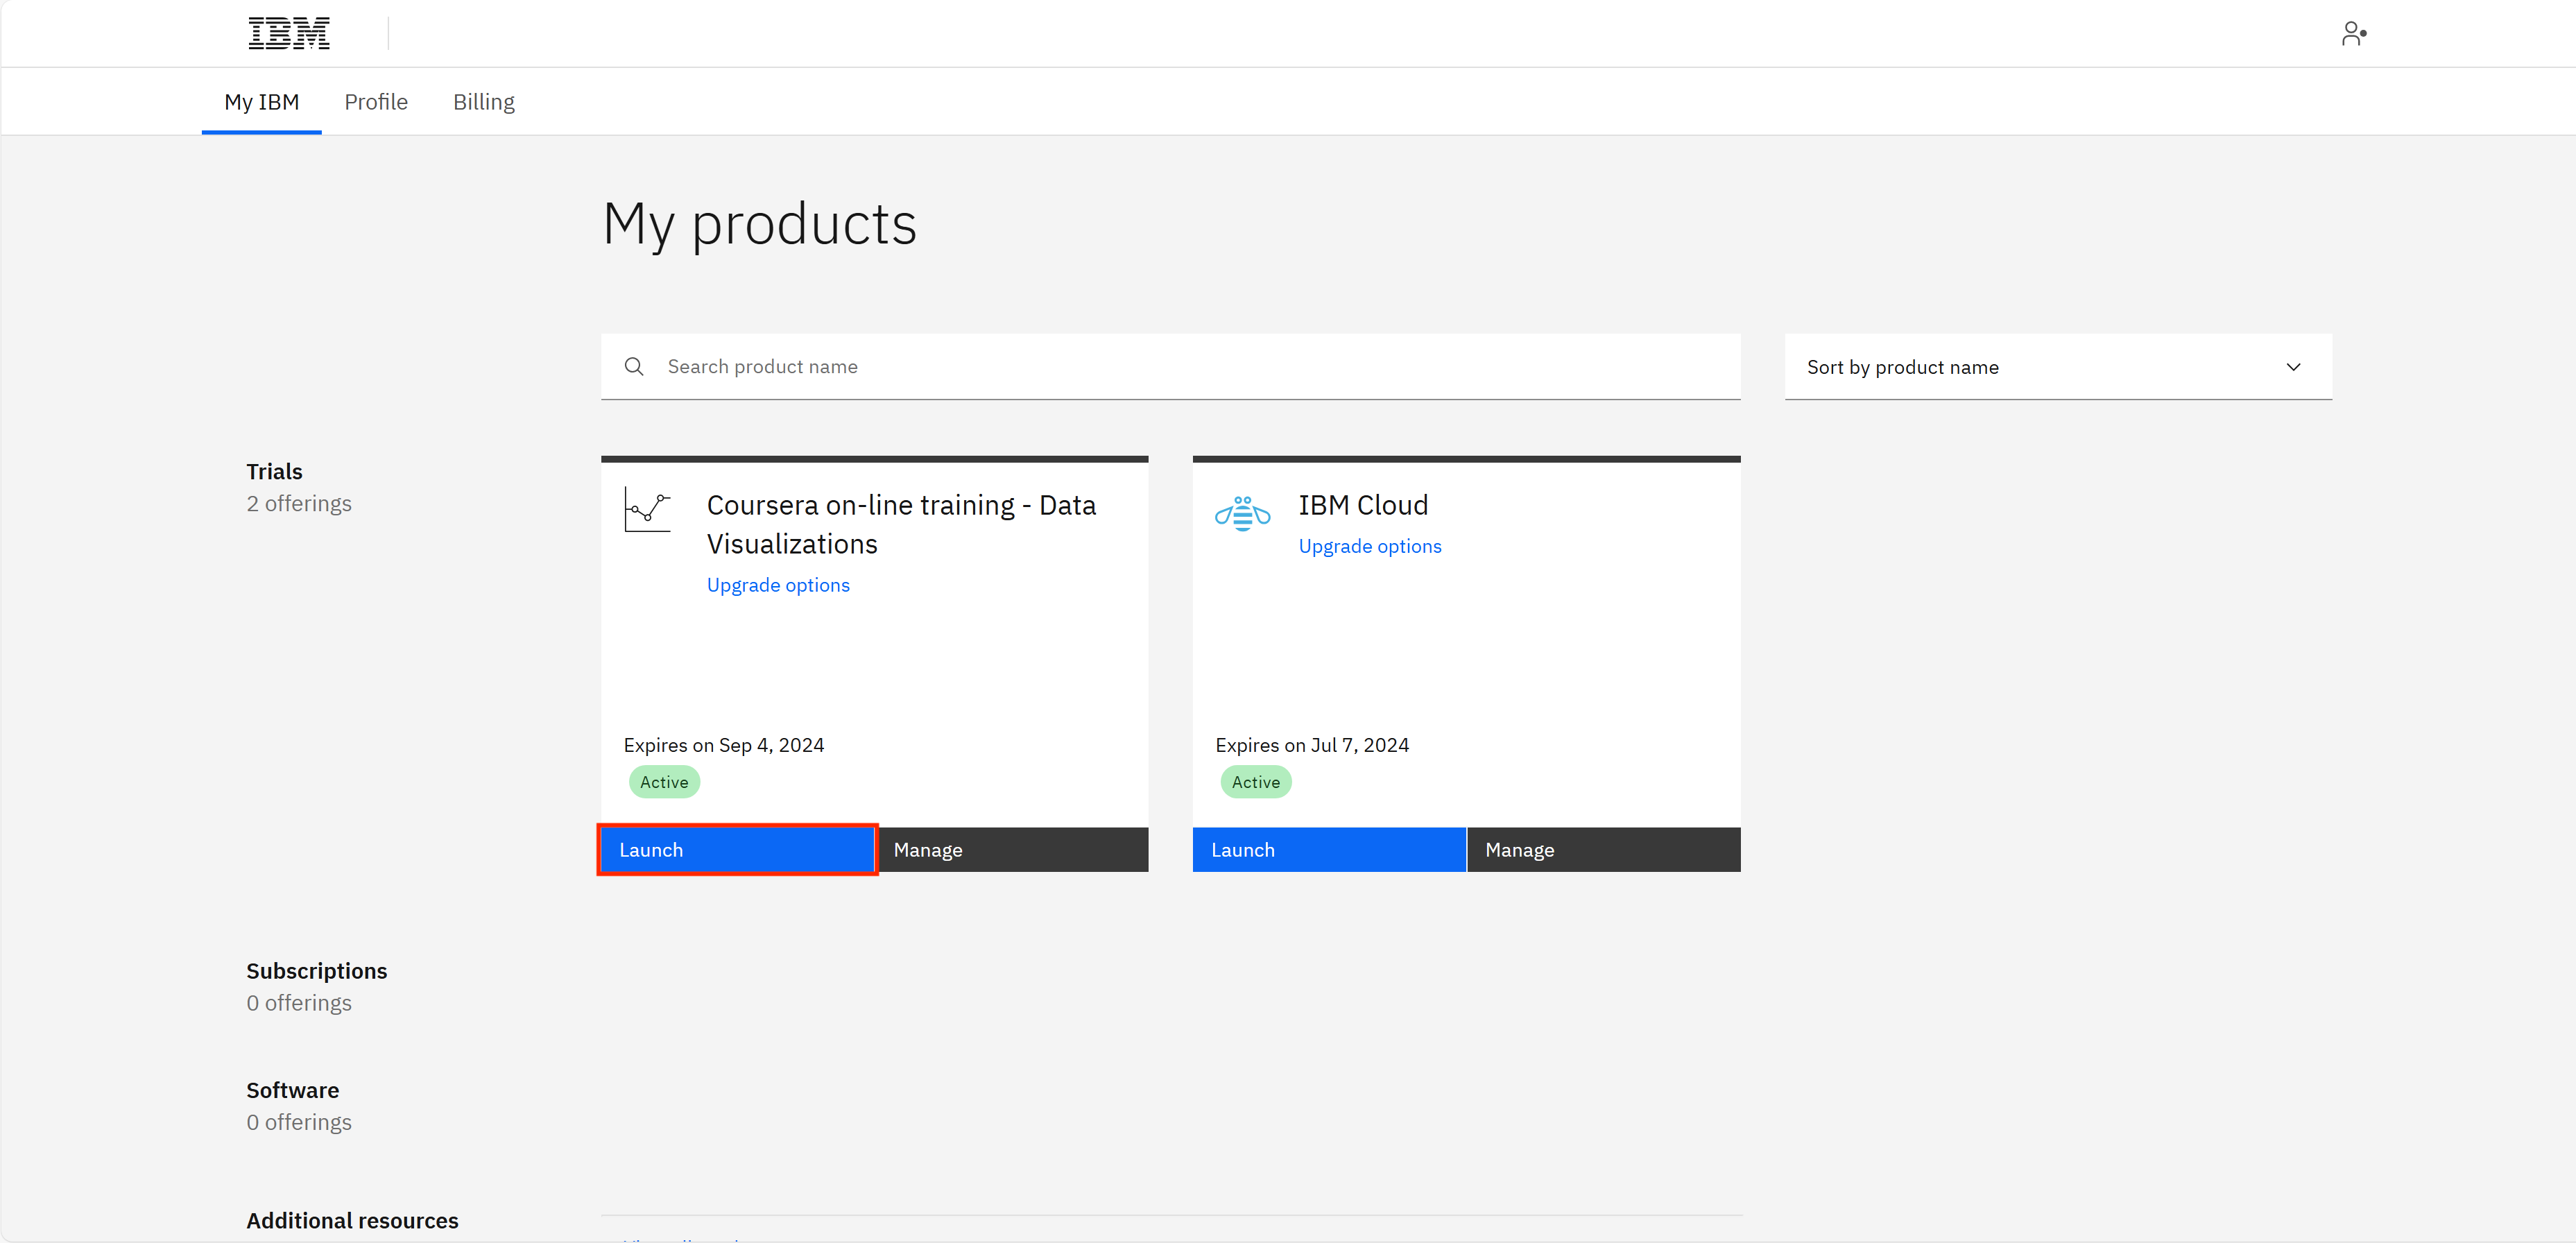 IBM
My IBM
Profile
Billing
My products
Search product name
Sort by product name
Trials
2 offerings
Coursera on-line training - Data
Visualizations
Upgrade options
Expires on Sep 4, 2024
Active
Launch
Manage
IBM Cloud
Upgrade options
Expires on Jul 7, 2024
Active
Launch
Manage
Subscriptions
0 offerings
Software
0 offerings
Additional resources